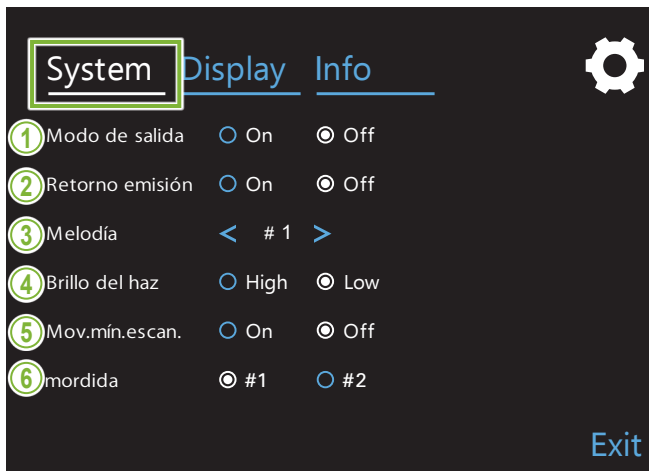 System Display Info
1 Modo de salida On Off
2 Retorno emisión On Off
3 Melodía < # 1 >
4 Brillo del haz High Low
5 Mov.mín.escan. On Off
6 mordida #1 #2
Exit